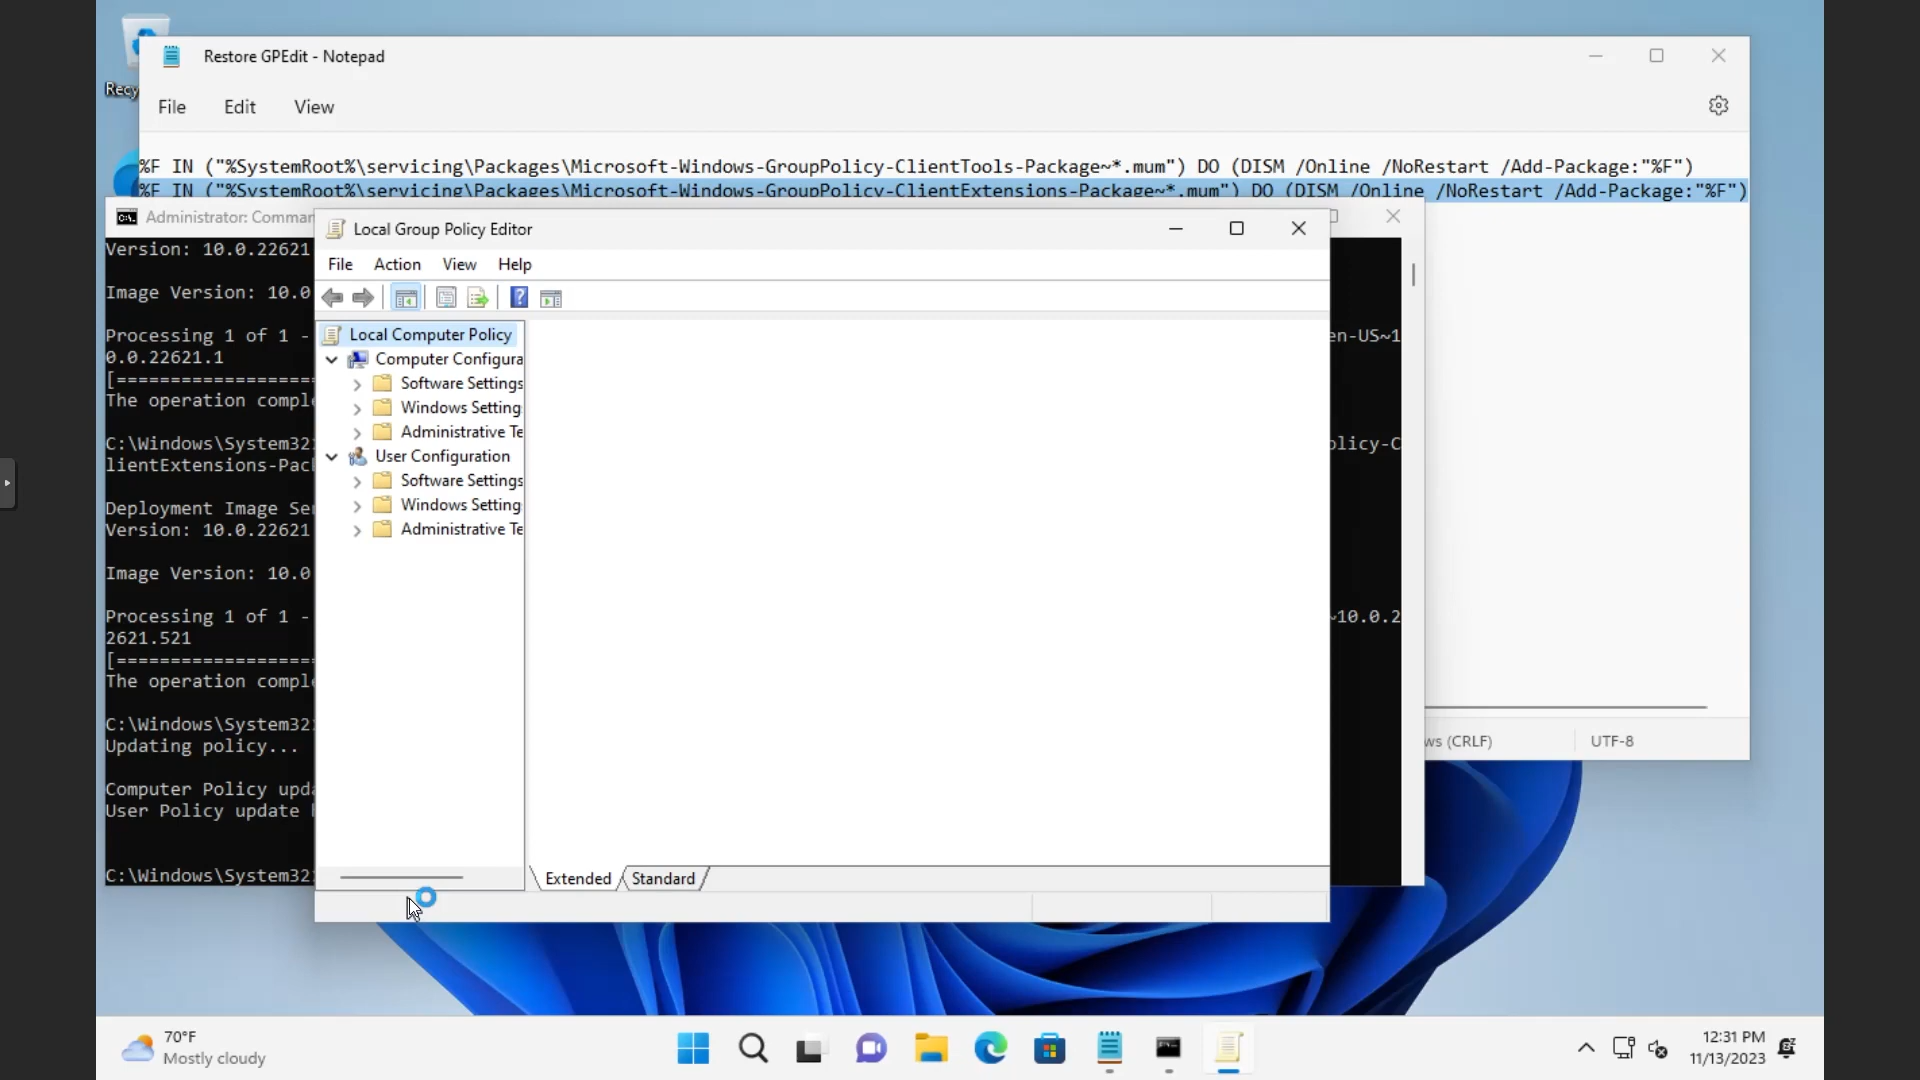 Recy
Restore GPEdit - Notepad
File Edit View
%F IN ("%SystemRoot%\servicing\Packages\Microsoft-Windows-GroupPolicy-ClientTools-Package~*.mum") DO (DISM /Online /NoRestart /Add-Package:"%F")
%F IN ("%SystemRoot%\servicing\Packages\Microsoft-Windows-GroupPolicy-ClientExtensions-Package~*.mum") DO (DISM /Online /NoRestart /Add-Package:"%F")
Administrator: Comman
Version: 10.0.22621
Image Version: 10.0
Processing 1 of 1 - en-US~1
0.0.22621.1
[===================
The operation comple
C:\Windows\System32 olicy-C
lientExtensions-Pack
Deployment Image Se
Version: 10.0.22621
Image Version: 10.0
Processing 1 of 1 - ~10.0.2
2621.521
[===================
The operation comple
C:\Windows\System32
Updating policy...
Computer Policy upda
User Policy update
C:\Windows\System32
Local Group Policy Editor
File Action View Help
Local Computer Policy
Computer Configura
Software Settings
Windows Setting
Administrative Te
User Configuration
Software Settings
Windows Setting
Administrative Te
Extended Standard
ws (CRLF) UTF-8
70°F
Mostly cloudy
12:31 PM
11/13/2023